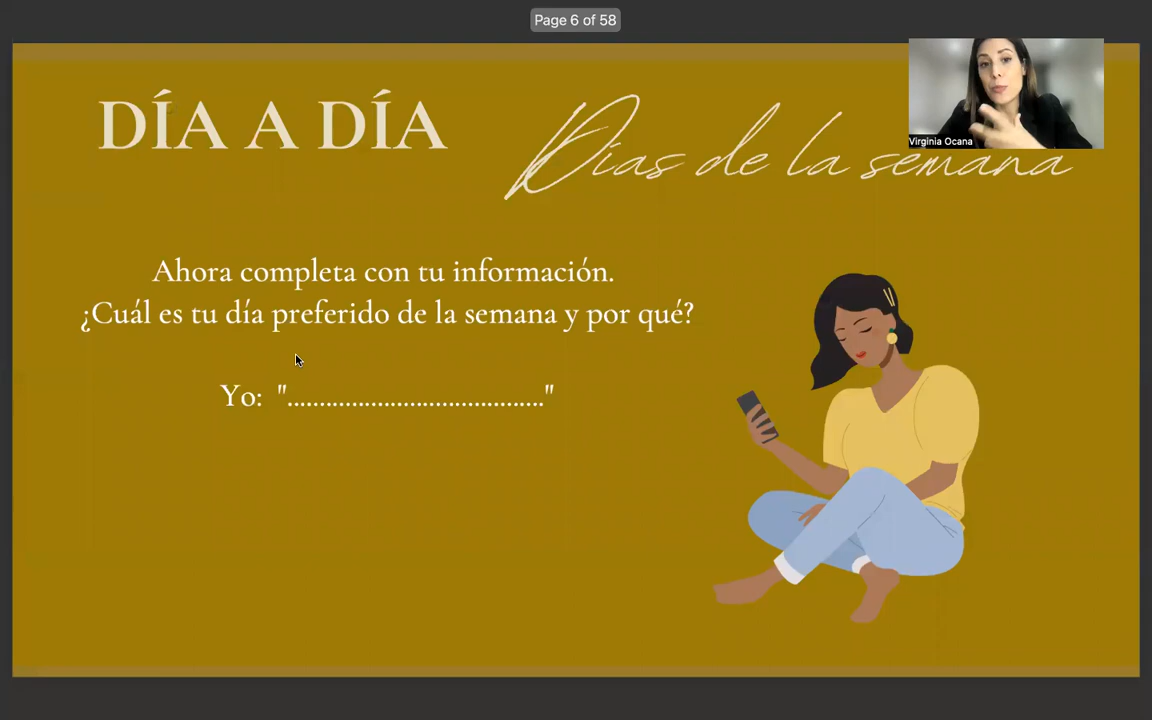 Page 6 of 58
DÍA A DÍA
Días de la semana
Virginia Ocana
Ahora completa con tu información.
¿Cuál es tu día preferido de la semana y por qué?
Yo: "........................................"